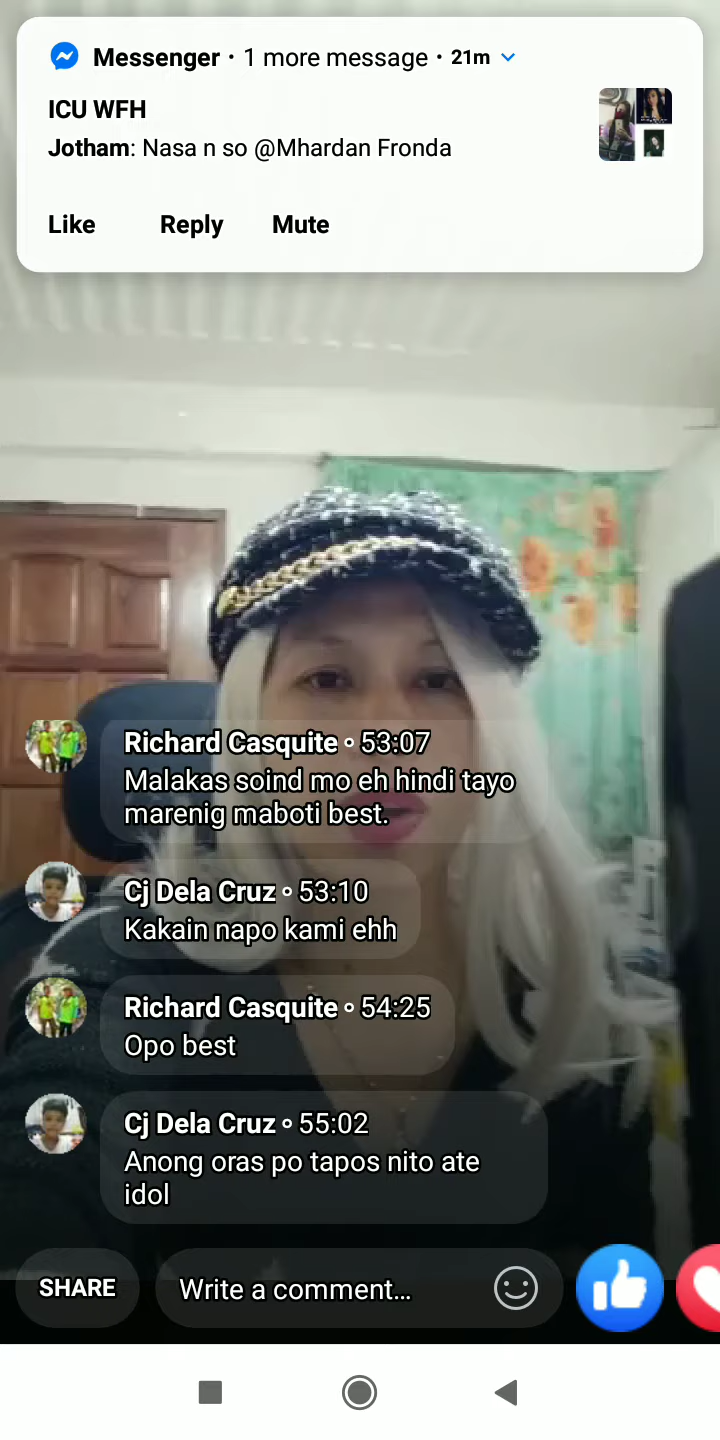 Messenger • 1 more message • 21m
ICU WFH
Jotham: Nasa n so @Mhardan Fronda
Like Reply Mute
Richard Casquite • 53:07
Malakas soind mo eh hindi tayo
marenig maboti best.
Cj Dela Cruz • 53:10
Kakain napo kami ehh
Richard Casquite • 54:25
Opo best
Cj Dela Cruz • 55:02
Anong oras po tapos nito ate
idol
SHARE Write a comment...